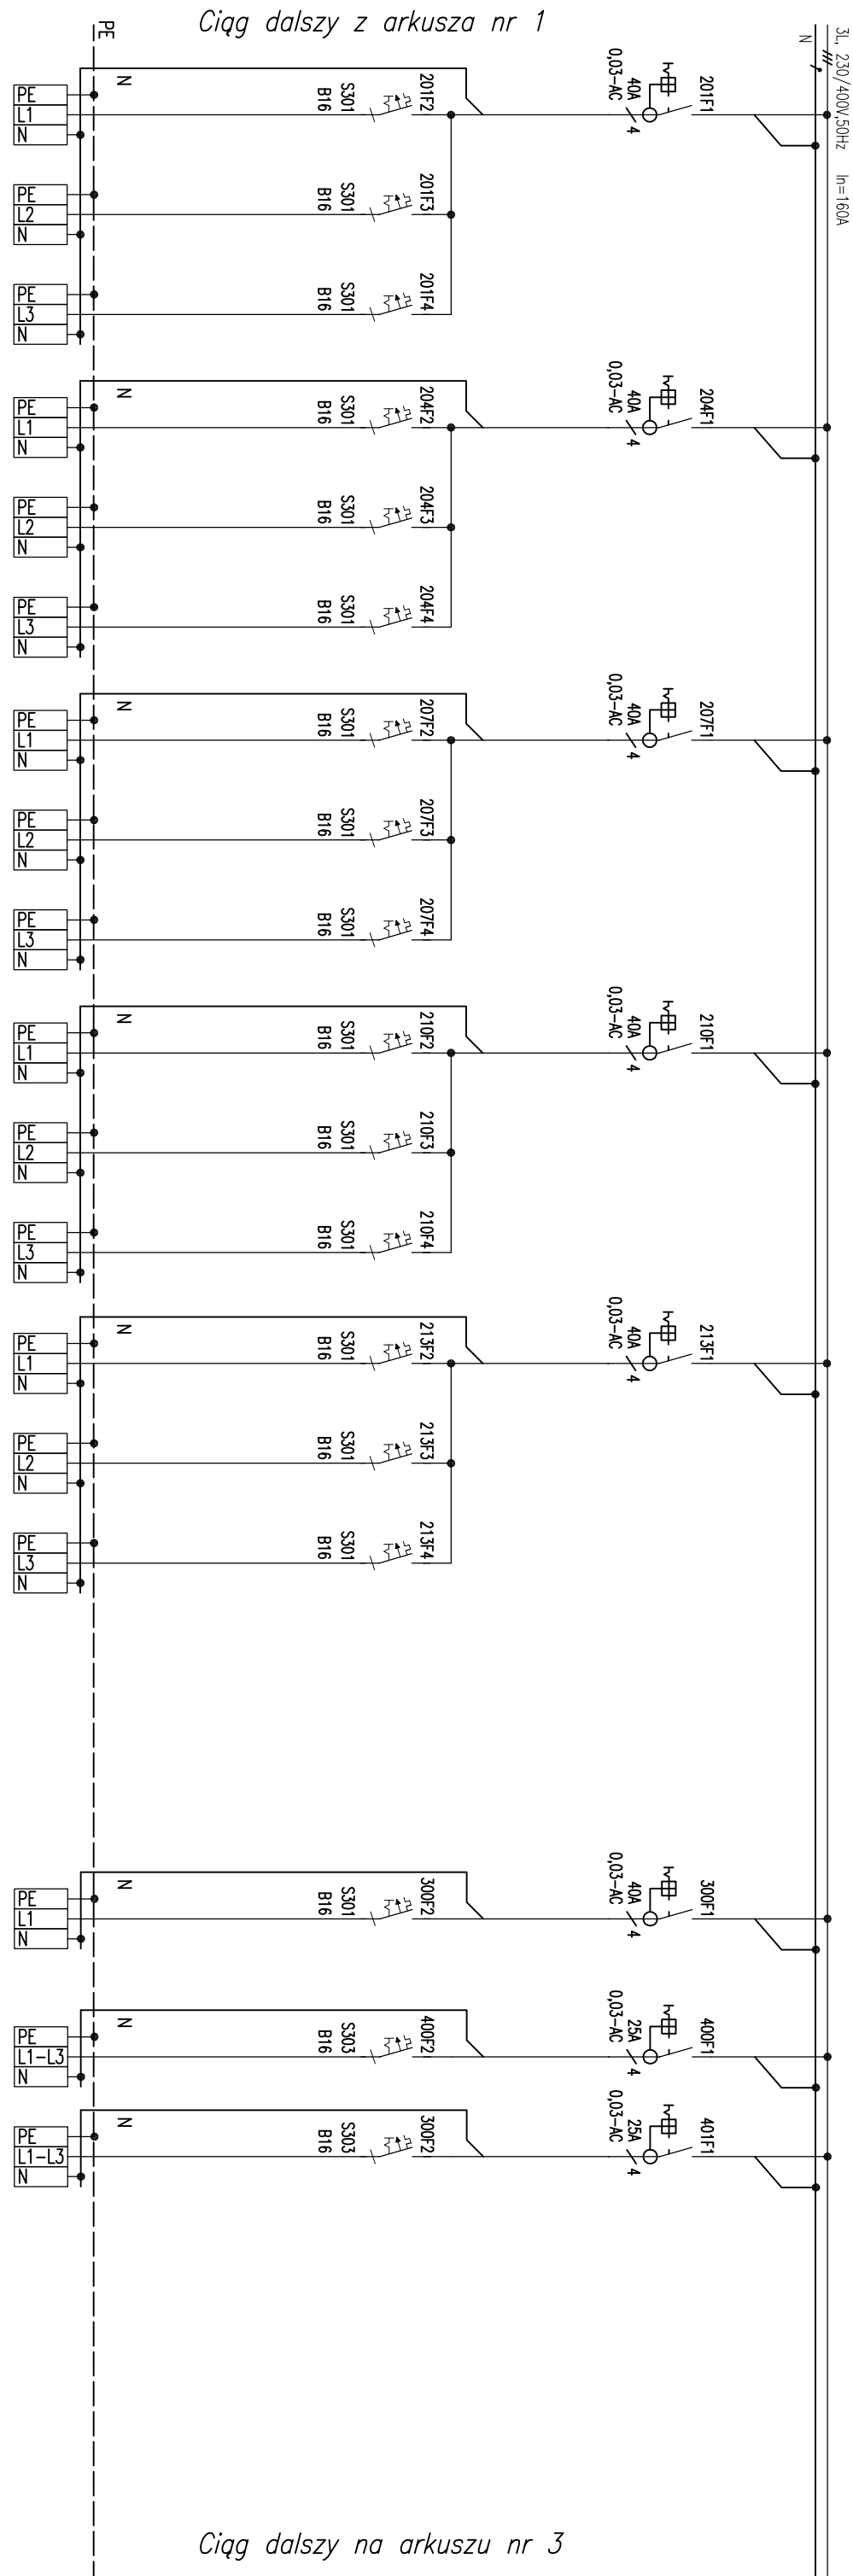 Ciąg dalszy z arkusza nr 1
3L, 230/400V,50Hz In=160A
N
PE
201F1
40A
0,03-AC
4
201F2
S301
B16
N
PE
L1
N
201F3
S301
B16
PE
L2
N
201F4
S301
B16
PE
L3
N
204F1
40A
0,03-AC
4
204F2
S301
B16
N
PE
L1
N
204F3
S301
B16
PE
L2
N
204F4
S301
B16
PE
L3
N
207F1
40A
0,03-AC
4
207F2
S301
B16
N
PE
L1
N
207F3
S301
B16
PE
L2
N
207F4
S301
B16
PE
L3
N
210F1
40A
0,03-AC
4
210F2
S301
B16
N
PE
L1
N
210F3
S301
B16
PE
L2
N
210F4
S301
B16
PE
L3
N
213F1
40A
0,03-AC
4
213F2
S301
B16
N
PE
L1
N
213F3
S301
B16
PE
L2
N
213F4
S301
B16
PE
L3
N
300F1
40A
0,03-AC
4
300F2
S301
B16
N
PE
L1
N
400F1
25A
0,03-AC
4
400F2
S303
B16
N
PE
L1-L3
N
401F1
25A
0,03-AC
4
300F2
S303
B16
N
PE
L1-L3
N
Ciąg dalszy na arkuszu nr 3